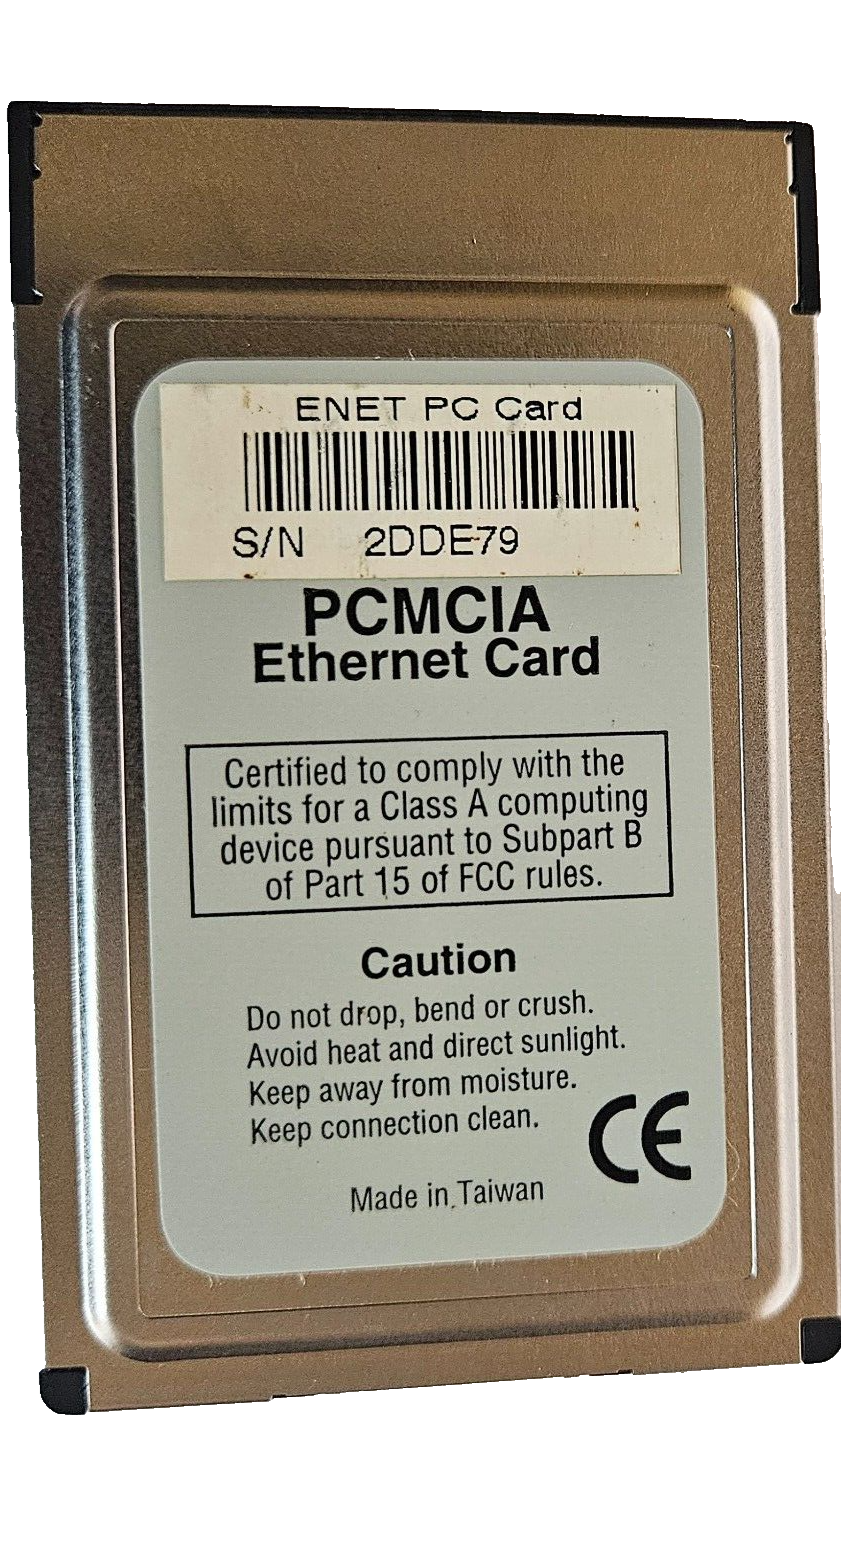 ENET PC Card
S/N 2DDE79
PCMCIA
Ethernet Card
Certified to comply with the
limits for a Class A computing
device pursuant to Subpart B
of Part 15 of FCC rules.
Caution
Do not drop, bend or crush.
Avoid heat and direct sunlight.
Keep away from moisture.
Keep connection clean.
CE
Made in Taiwan